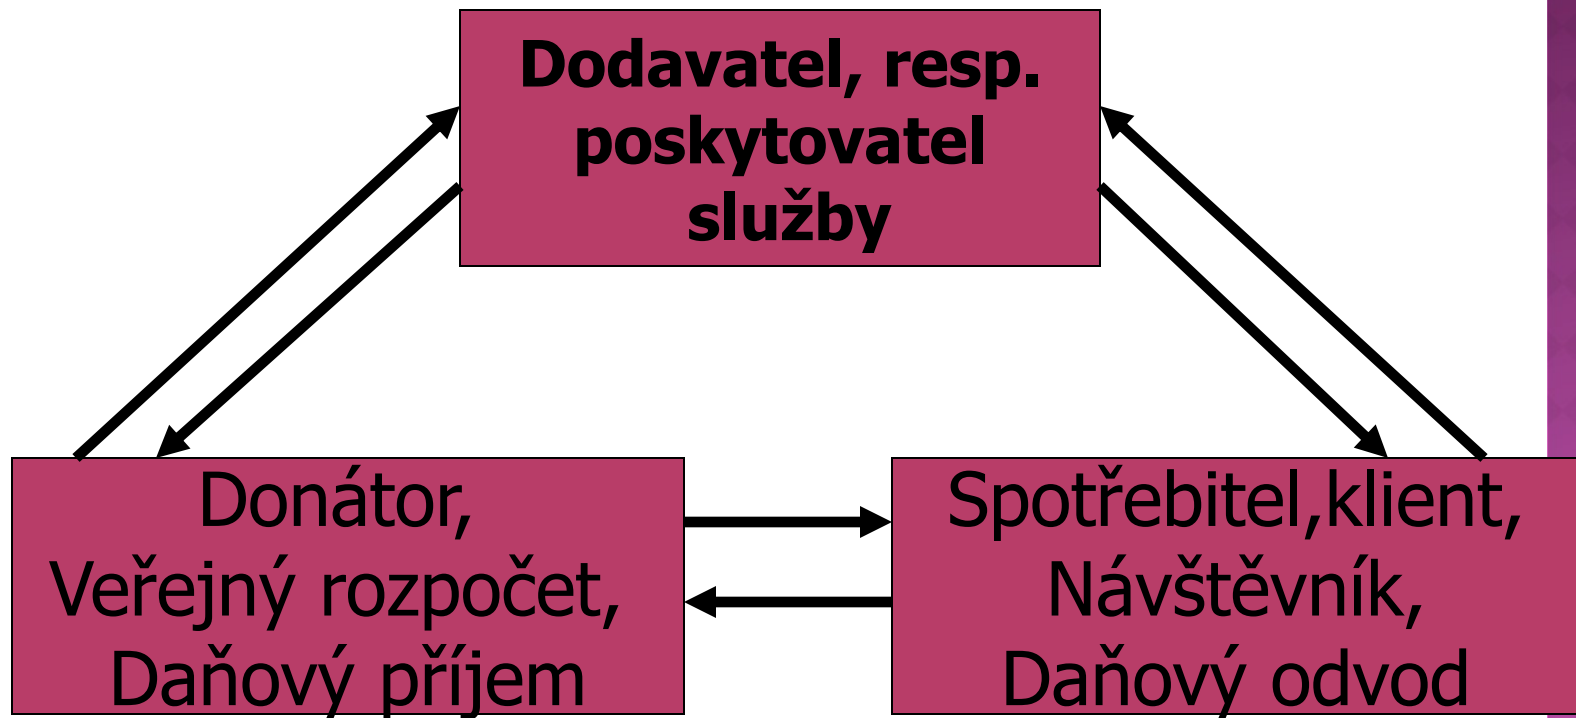 Dodavatel, resp.
poskytovatel
služby
Donátor,
Veřejný rozpočet,
Daňový příjem
Spotřebitel,klient,
Návštěvník,
Daňový odvod